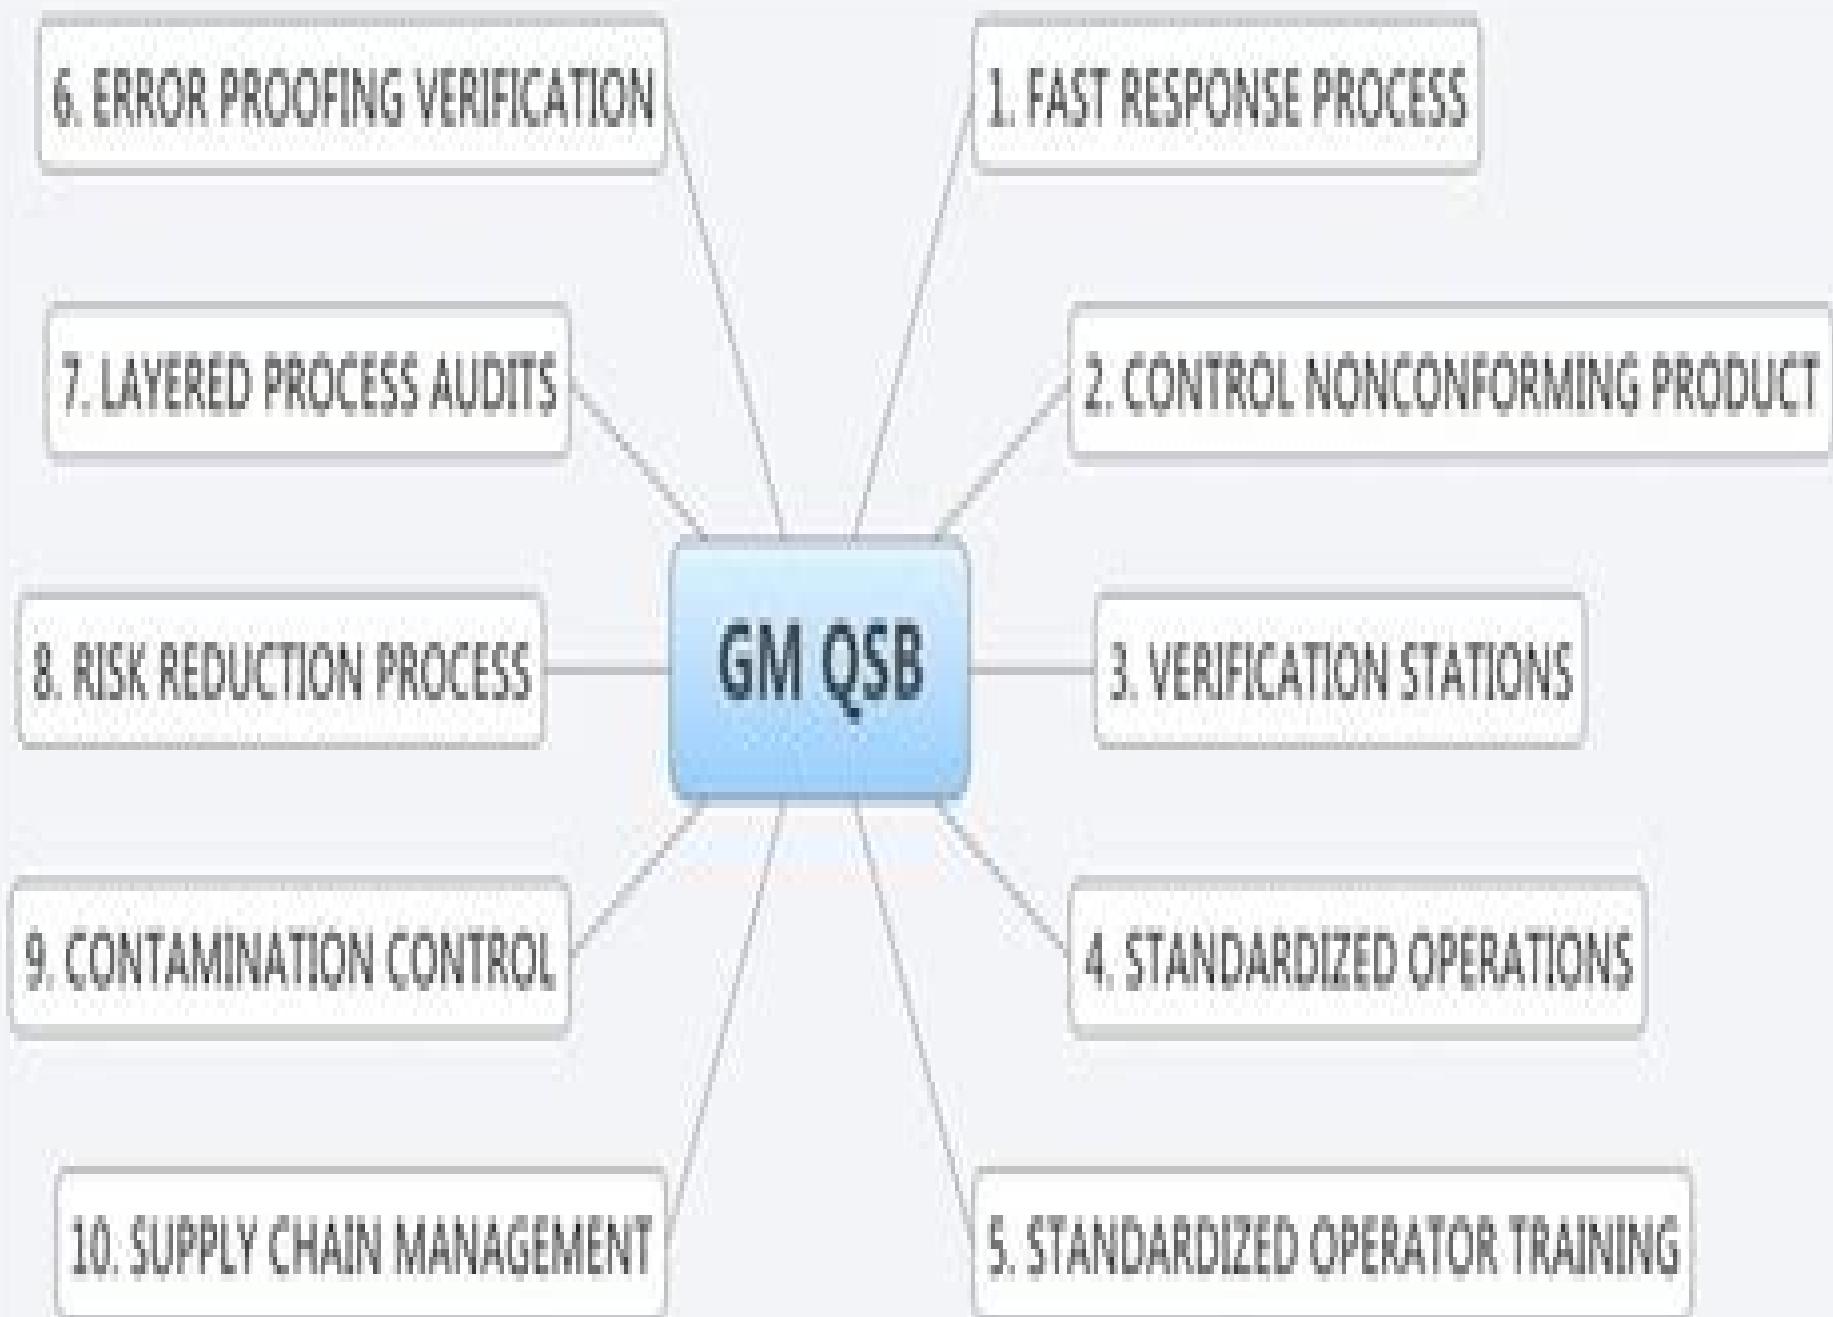 6. ERROR PROOFING VERIFICATION
1. FAST RESPONSE PROCESS
7. LAYERED PROCESS AUDITS
2. CONTROL NONCONFORMING PRODUCT
8. RISK REDUCTION PROCESS
GM QSB
3. VERIFICATION STATIONS
9. CONTAMINATION CONTROL
4. STANDARDIZED OPERATIONS
10. SUPPLY CHAIN MANAGEMENT
5. STANDARDIZED OPERATOR TRAINING